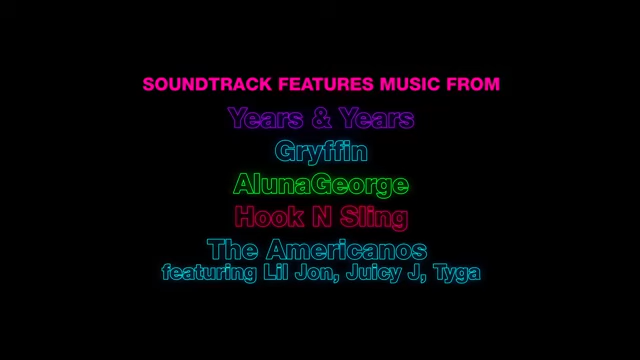 SOUNDTRACK FEATURES MUSIC FROM
Years & Years
Gryffin
AlunaGeorge
Hook N Sling
The Americanos
featuring Lil Jon, Juicy J, Tyga